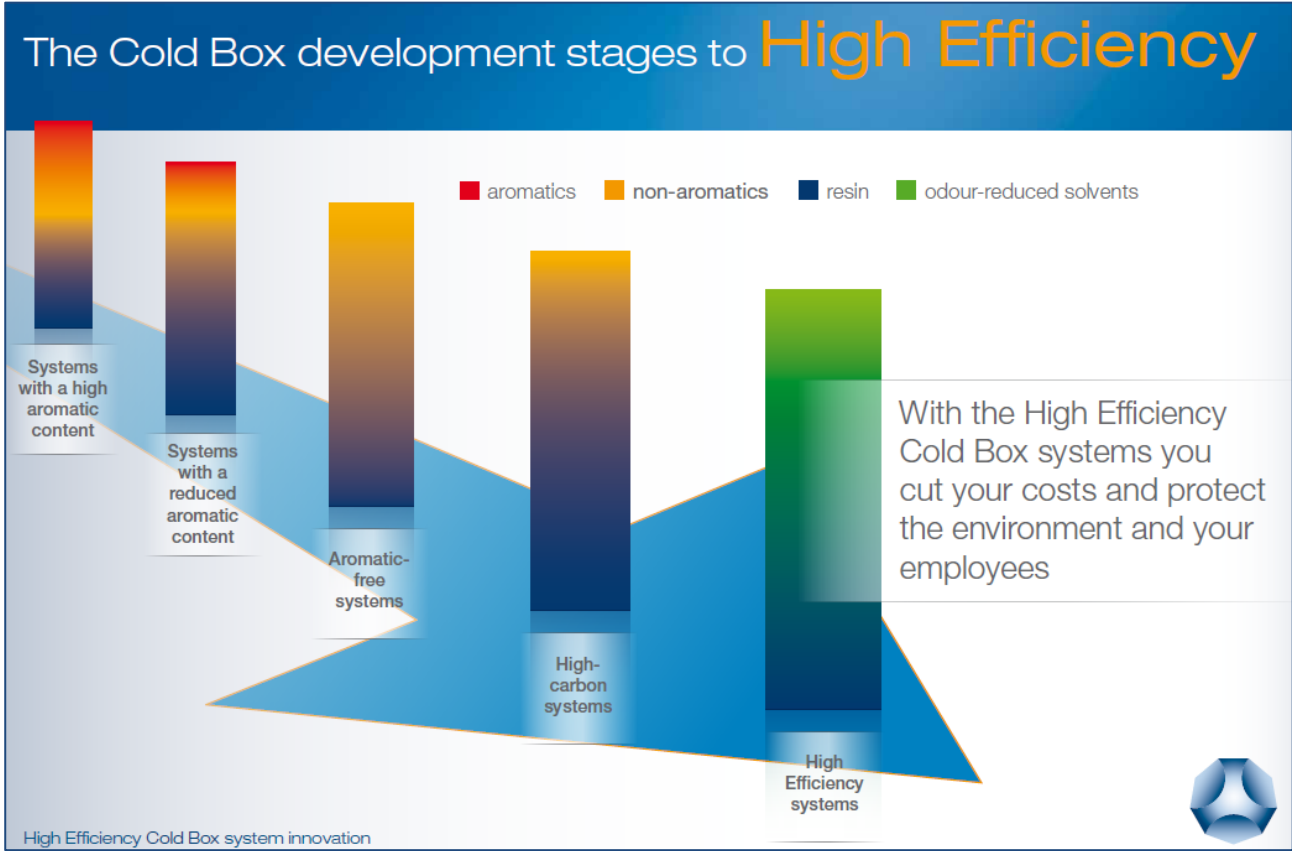 The Cold Box development stages to High Efficiency
aromatics non-aromatics resin odour-reduced solvents
Systems
with a high
aromatic
content
Systems
with a
reduced
aromatic
content
Aromatic-
free
systems
High-
carbon
systems
High
Efficiency
systems
With the High Efficiency
Cold Box systems you
cut your costs and protect
the environment and your
employees
High Efficiency Cold Box system innovation